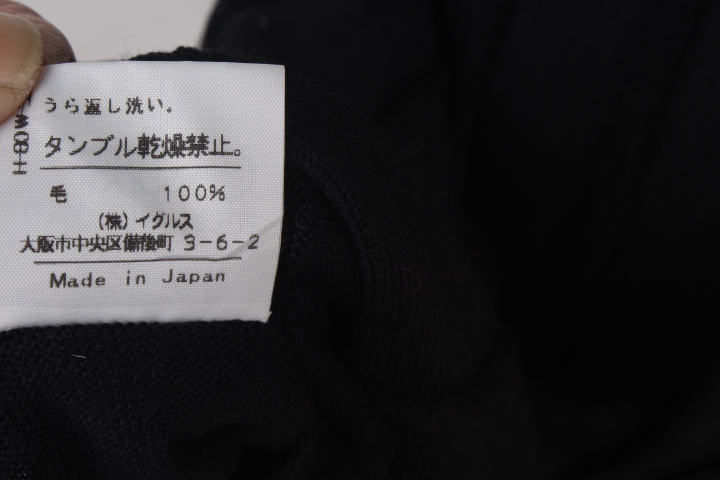 うら返し洗い。
タンブル乾燥禁止。
毛 100%
(株)イグルス
大阪市中央区備後町 3-6-2
Made in Japan